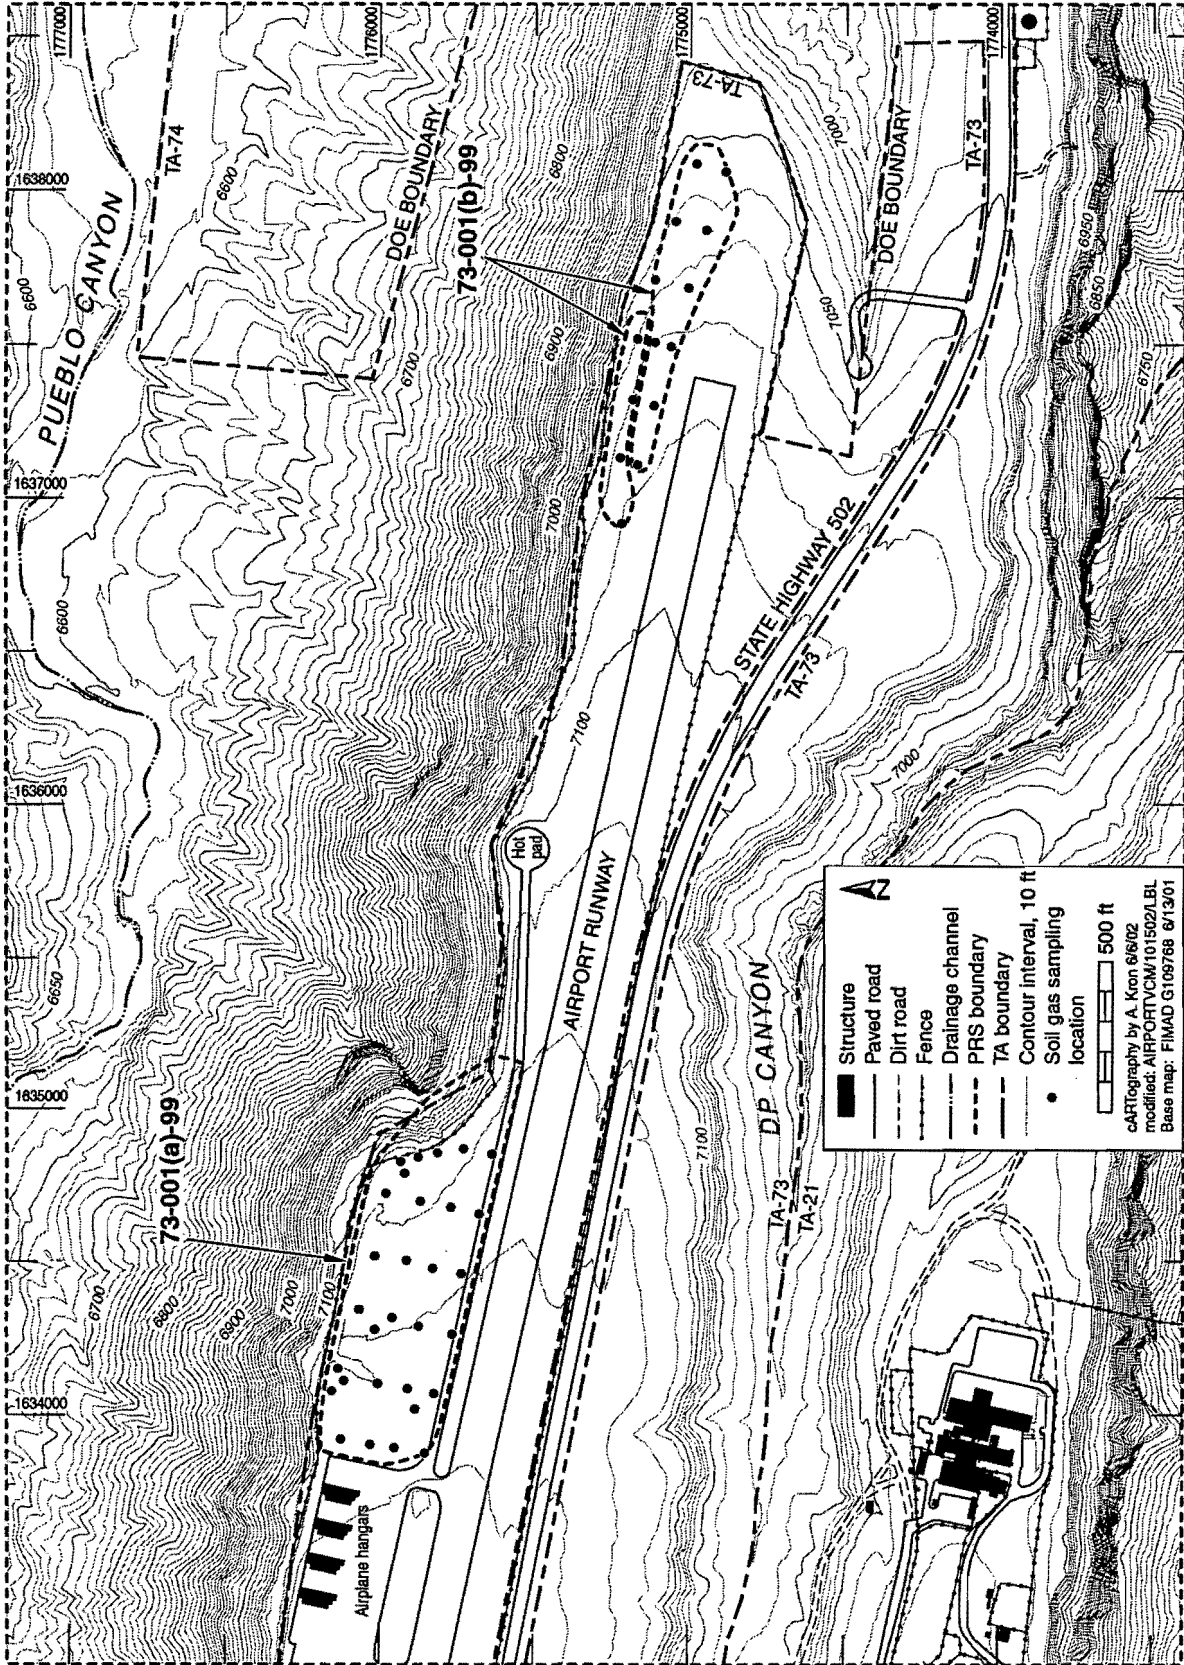 1777000
1776000
1775000
1774000
1638000
1637000
1636000
1635000
1634000
PUEBLO CANYON
TA-74
DOE BOUNDARY
73-001(b)-99
TA-73
DOE BOUNDARY
TA-73
6600
6600
6700
6800
6900
7000
7000
7050
6950
6850
6750
6600
7100
STATE HIGHWAY 502
TA-73
7000
Hot
pad
AIRPORT RUNWAY
6650
73-001(a)-99
6700
6800
6900
7000
7100
DP CANYON
7100
TA-73
TA-21
Airplane hangars
N
Structure
Paved road
Dirt road
Fence
Drainage channel
PRS boundary
TA boundary
Contour interval, 10 ft
Soil gas sampling
location
500 ft
cARTography by A. Kron 6/6/02
modified: AIRPORTVCM/101502/LBL
Base map: FIMAD G109768 6/13/01